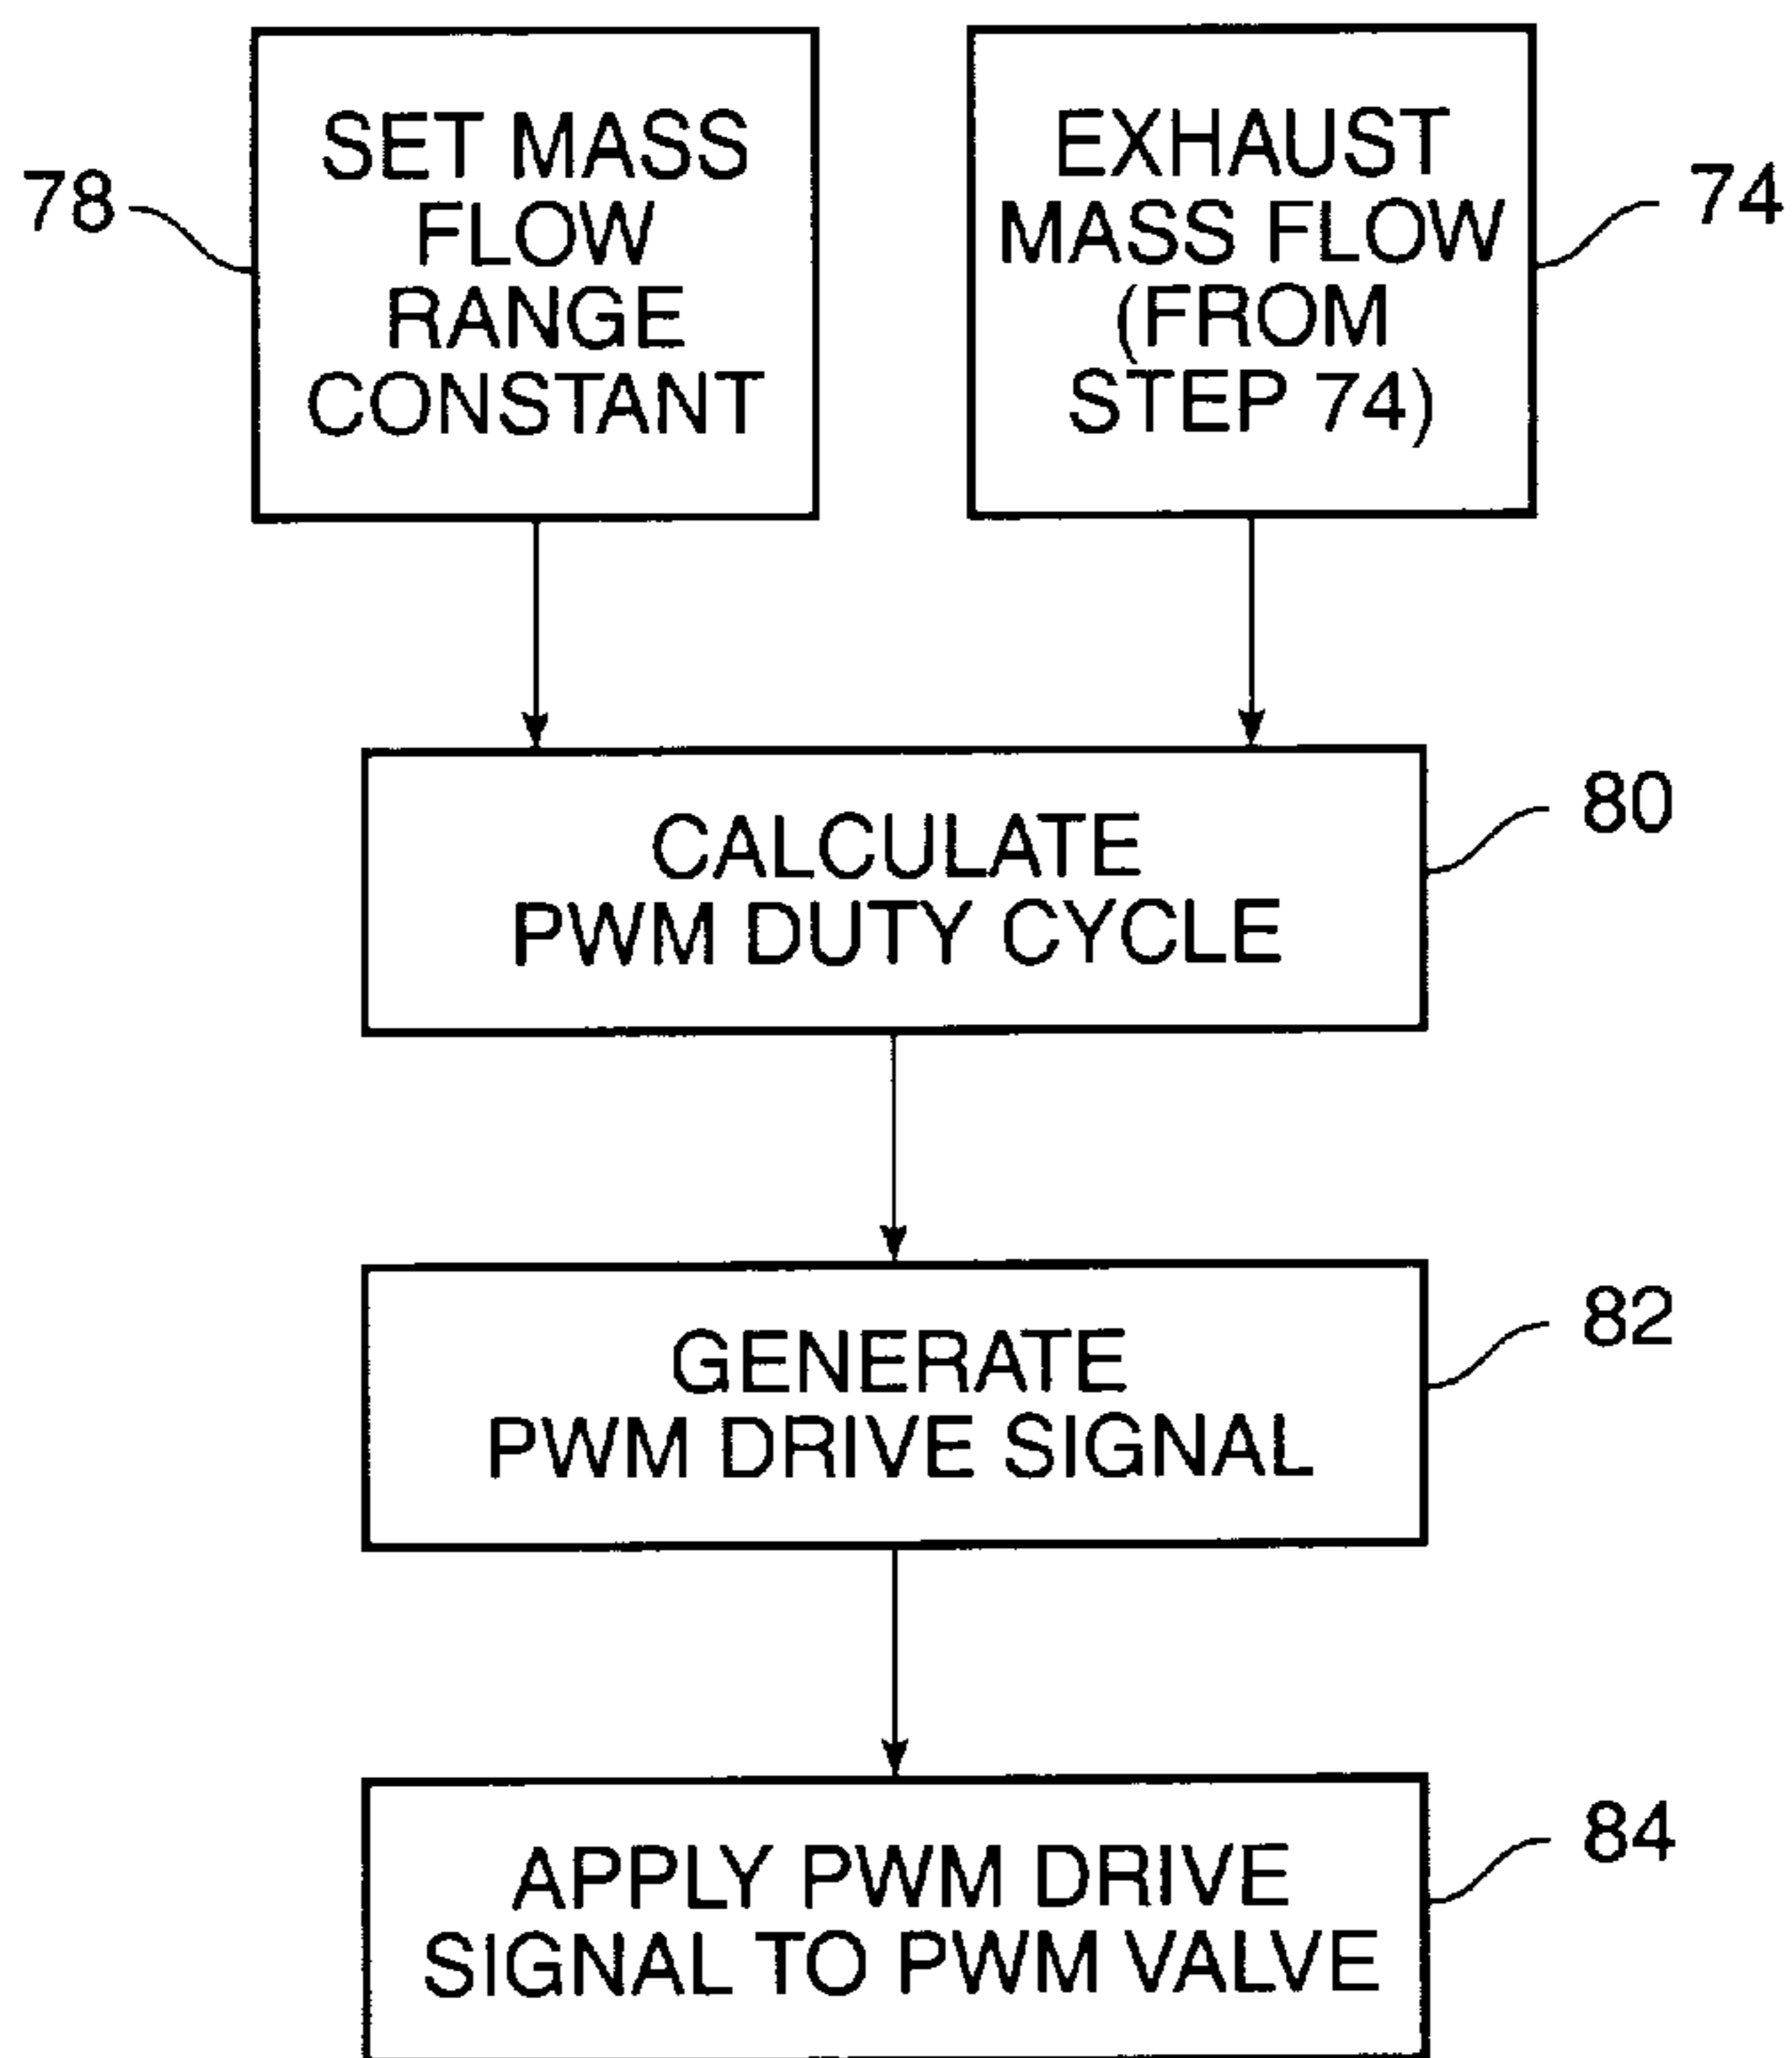 78
SET MASS
FLOW
RANGE
CONSTANT
EXHAUST
MASS FLOW
(FROM
STEP 74)
74
CALCULATE
PWM DUTY CYCLE
80
GENERATE
PWM DRIVE SIGNAL
82
APPLY PWM DRIVE
SIGNAL TO PWM VALVE
84